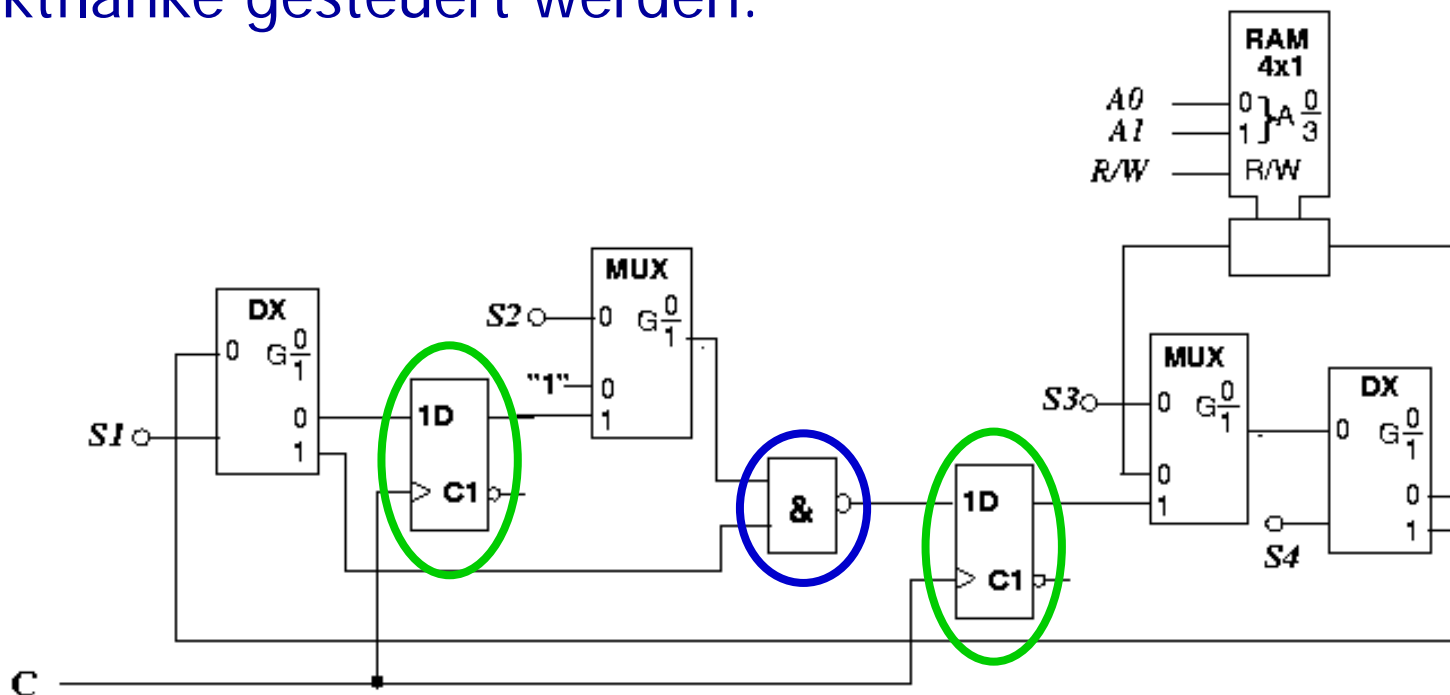 gesteuert werden.
RAM
4x1
A0 0 } A 0/3
A1 1
R/W R/W
MUX
S2 0 G 0/1
"1" 0
1
DX
0 G 0/1
0
S1 1
1D
C1
&
1D
C1
MUX
S3 0 G 0/1
0
1
DX
0 G 0/1
0
S4 1
C